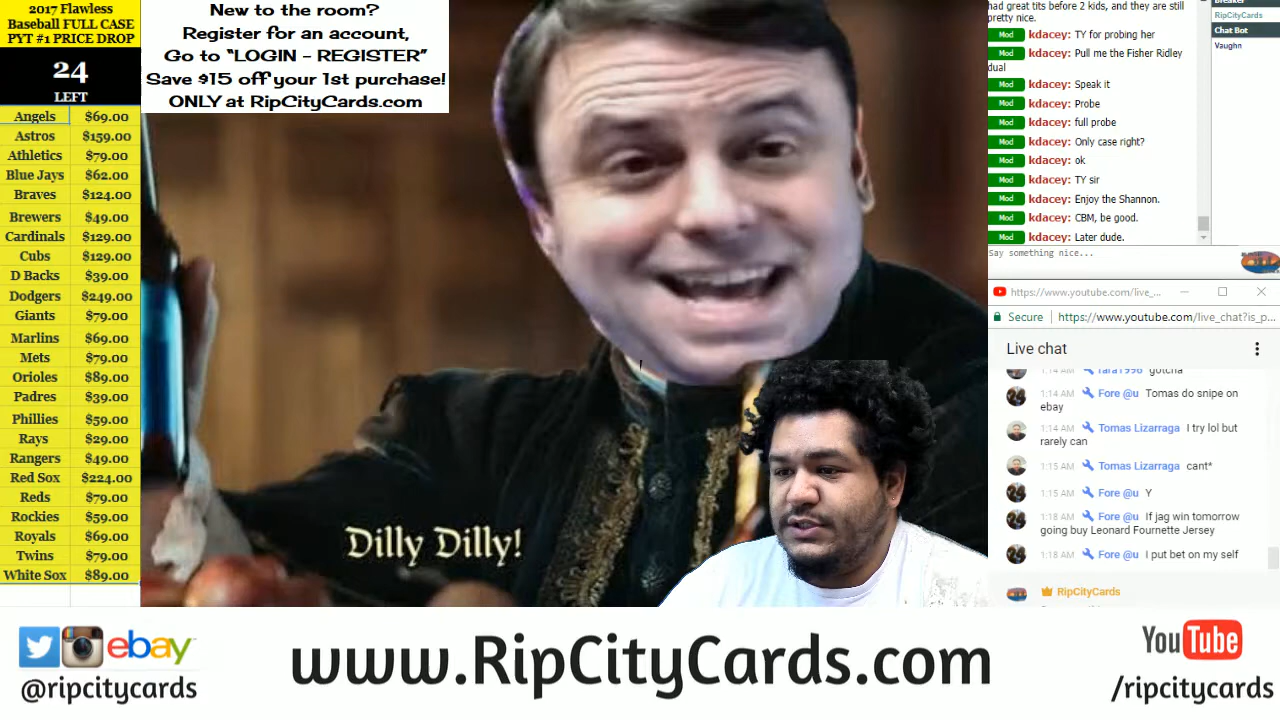 2017 Flawless
Baseball FULL CASE
PYT #1 PRICE DROP
24
LEFT
Angels $69.00
Astros $159.00
Athletics $79.00
Blue Jays $62.00
Braves $124.00
Brewers $49.00
Cardinals $129.00
Cubs $129.00
D Backs $39.00
Dodgers $249.00
Giants $79.00
Marlins $69.00
Mets $79.00
Orioles $89.00
Padres $39.00
Phillies $59.00
Rays $29.00
Rangers $49.00
Red Sox $224.00
Reds $79.00
Rockies $59.00
Royals $69.00
Twins $79.00
White Sox $89.00
New to the room?
Register for an account,
Go to “LOGIN - REGISTER”
Save $15 off your 1st purchase!
ONLY at RipCityCards.com
Dilly Dilly!
had great tits before 2 kids, and they are still
pretty nice.
Mod kdacey: TY for probing her
Mod kdacey: Pull me the Fisher Ridley
dual
Mod kdacey: Speak it
Mod kdacey: Probe
Mod kdacey: full probe
Mod kdacey: Only case right?
Mod kdacey: ok
Mod kdacey: TY sir
Mod kdacey: Enjoy the Shannon.
Mod kdacey: CBM, be good.
Mod kdacey: Later dude.
Say something nice...
RipCityCards
Chat Bot
Vaughn
https://www.youtube.com/live_...
Secure https://www.youtube.com/live_chat?is_p...
Live chat
1:14 AM gotcha
1:14 AM Fore @u Tomas do snipe on
ebay
1:14 AM Tomas Lizarraga I try lol but
rarely can
1:15 AM Tomas Lizarraga cant*
1:15 AM Fore @u Y
1:18 AM Fore @u If jag win tomorrow
going buy Leonard Fournette Jersey
1:18 AM Fore @u I put bet on my self
RipCityCards
ebay
@ripcitycards
www.RipCityCards.com
YouTube
/ripcitycards